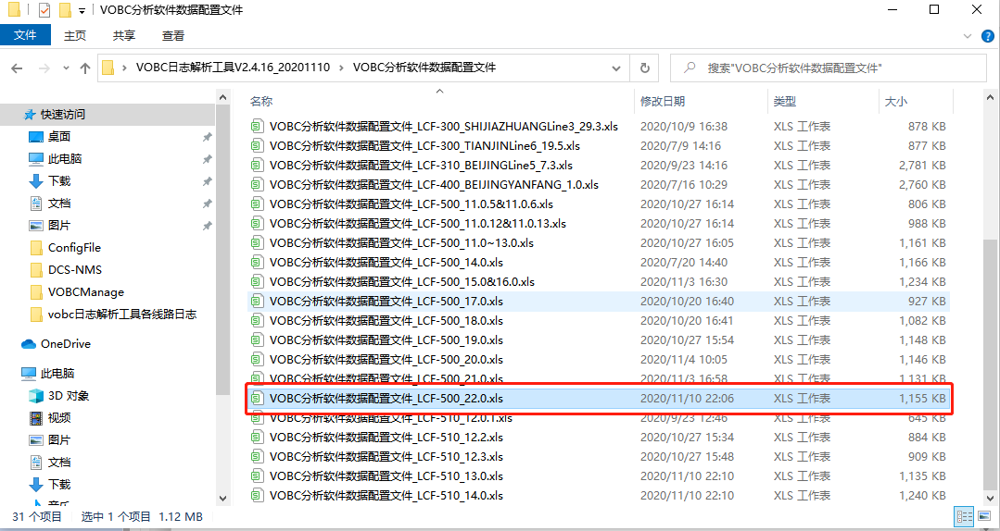 VOBC分析软件数据配置文件
文件 主页 共享 查看
VOBC日志解析工具V2.4.16_20201110 VOBC分析软件数据配置文件 搜索"VOBC分析软件数据配置文件"
快速访问
桌面
此电脑
下载
文档
图片
ConfigFile
DCS-NMS
VOBCManage
vobc日志解析工具各线路日志
OneDrive
此电脑
3D 对象
视频
图片
文档
下载
音乐
名称 修改日期 类型 大小
VOBC分析软件数据配置文件_LCF-300_SHIJIAZHUANGLine3_29.3.xls 2020/10/9 16:38 XLS 工作表 878 KB
VOBC分析软件数据配置文件_LCF-300_TIANJINLine6_19.5.xls 2020/7/9 14:16 XLS 工作表 877 KB
VOBC分析软件数据配置文件_LCF-310_BEIJINGLine5_7.3.xls 2020/9/23 14:16 XLS 工作表 2,781 KB
VOBC分析软件数据配置文件_LCF-400_BEIJINGYANFANG_1.0.xls 2020/7/16 10:29 XLS 工作表 2,760 KB
VOBC分析软件数据配置文件_LCF-500_11.0.5&11.0.6.xls 2020/10/27 16:14 XLS 工作表 806 KB
VOBC分析软件数据配置文件_LCF-500_11.0.12&11.0.13.xls 2020/10/27 16:14 XLS 工作表 988 KB
VOBC分析软件数据配置文件_LCF-500_11.0~13.0.xls 2020/10/27 16:05 XLS 工作表 1,161 KB
VOBC分析软件数据配置文件_LCF-500_14.0.xls 2020/7/20 14:40 XLS 工作表 1,166 KB
VOBC分析软件数据配置文件_LCF-500_15.0&16.0.xls 2020/11/3 16:30 XLS 工作表 1,234 KB
VOBC分析软件数据配置文件_LCF-500_17.0.xls 2020/10/20 16:40 XLS 工作表 927 KB
VOBC分析软件数据配置文件_LCF-500_18.0.xls 2020/10/20 16:41 XLS 工作表 1,082 KB
VOBC分析软件数据配置文件_LCF-500_19.0.xls 2020/10/27 15:54 XLS 工作表 1,148 KB
VOBC分析软件数据配置文件_LCF-500_20.0.xls 2020/11/4 10:05 XLS 工作表 1,146 KB
VOBC分析软件数据配置文件_LCF-500_21.0.xls 2020/11/3 16:58 XLS 工作表 1,131 KB
VOBC分析软件数据配置文件_LCF-500_22.0.xls 2020/11/10 22:06 XLS 工作表 1,155 KB
VOBC分析软件数据配置文件_LCF-510_12.0.1.xls 2020/9/23 12:46 XLS 工作表 645 KB
VOBC分析软件数据配置文件_LCF-510_12.2.xls 2020/10/27 15:34 XLS 工作表 884 KB
VOBC分析软件数据配置文件_LCF-510_12.3.xls 2020/10/27 15:48 XLS 工作表 909 KB
VOBC分析软件数据配置文件_LCF-510_13.0.xls 2020/11/10 22:10 XLS 工作表 1,135 KB
VOBC分析软件数据配置文件_LCF-510_14.0.xls 2020/11/10 22:10 XLS 工作表 1,240 KB
31 个项目 选中 1 个项目 1.12 MB